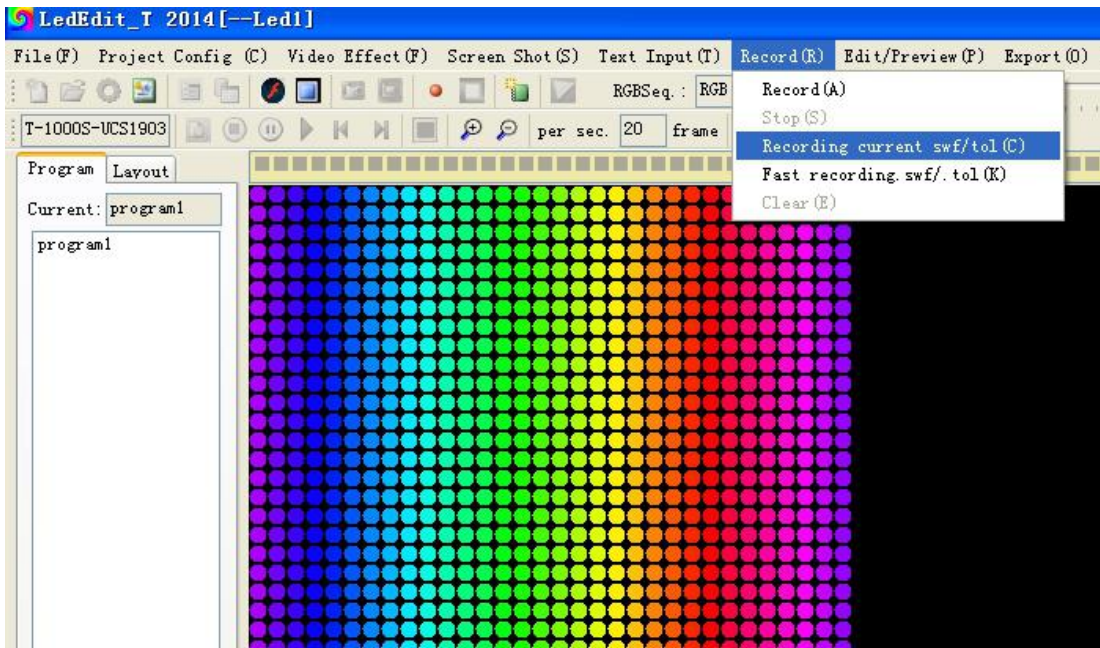 LedEdit_T 2014[--Led1]
File(F) Project Config (C) Video Effect(F) Screen Shot(S) Text Input(T) Record(R) Edit/Preview(P) Export(O)
RGBSeq.: RGB
Record(A)
Stop(S)
Recording current swf/tol(C)
Fast recording.swf/.tol(K)
Clear(E)
T-1000S-UCS1903 per sec. 20 frame
Program Layout
Current: program1
program1